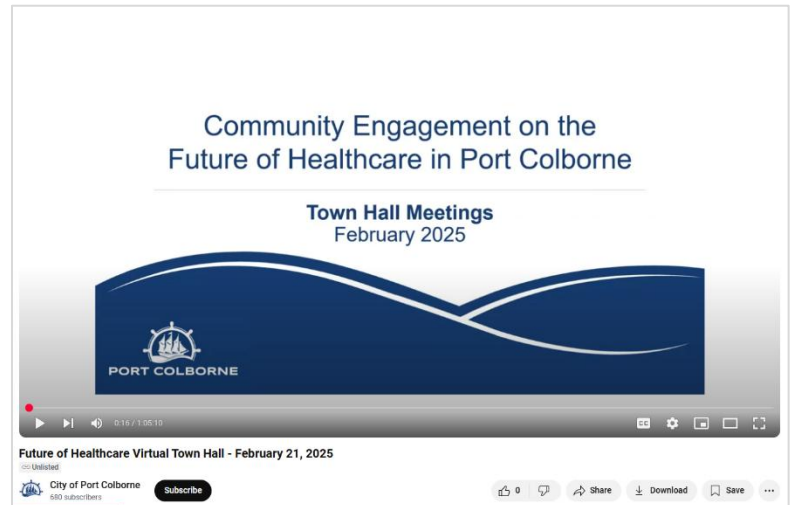 Community Engagement on the
Future of Healthcare in Port Colborne
Town Hall Meetings
February 2025
PORT COLBORNE
0:16 / 1:05:10
CC
Future of Healthcare Virtual Town Hall - February 21, 2025
Unlisted
City of Port Colborne
680 subscribers
Subscribe
0
Share
Download
Save